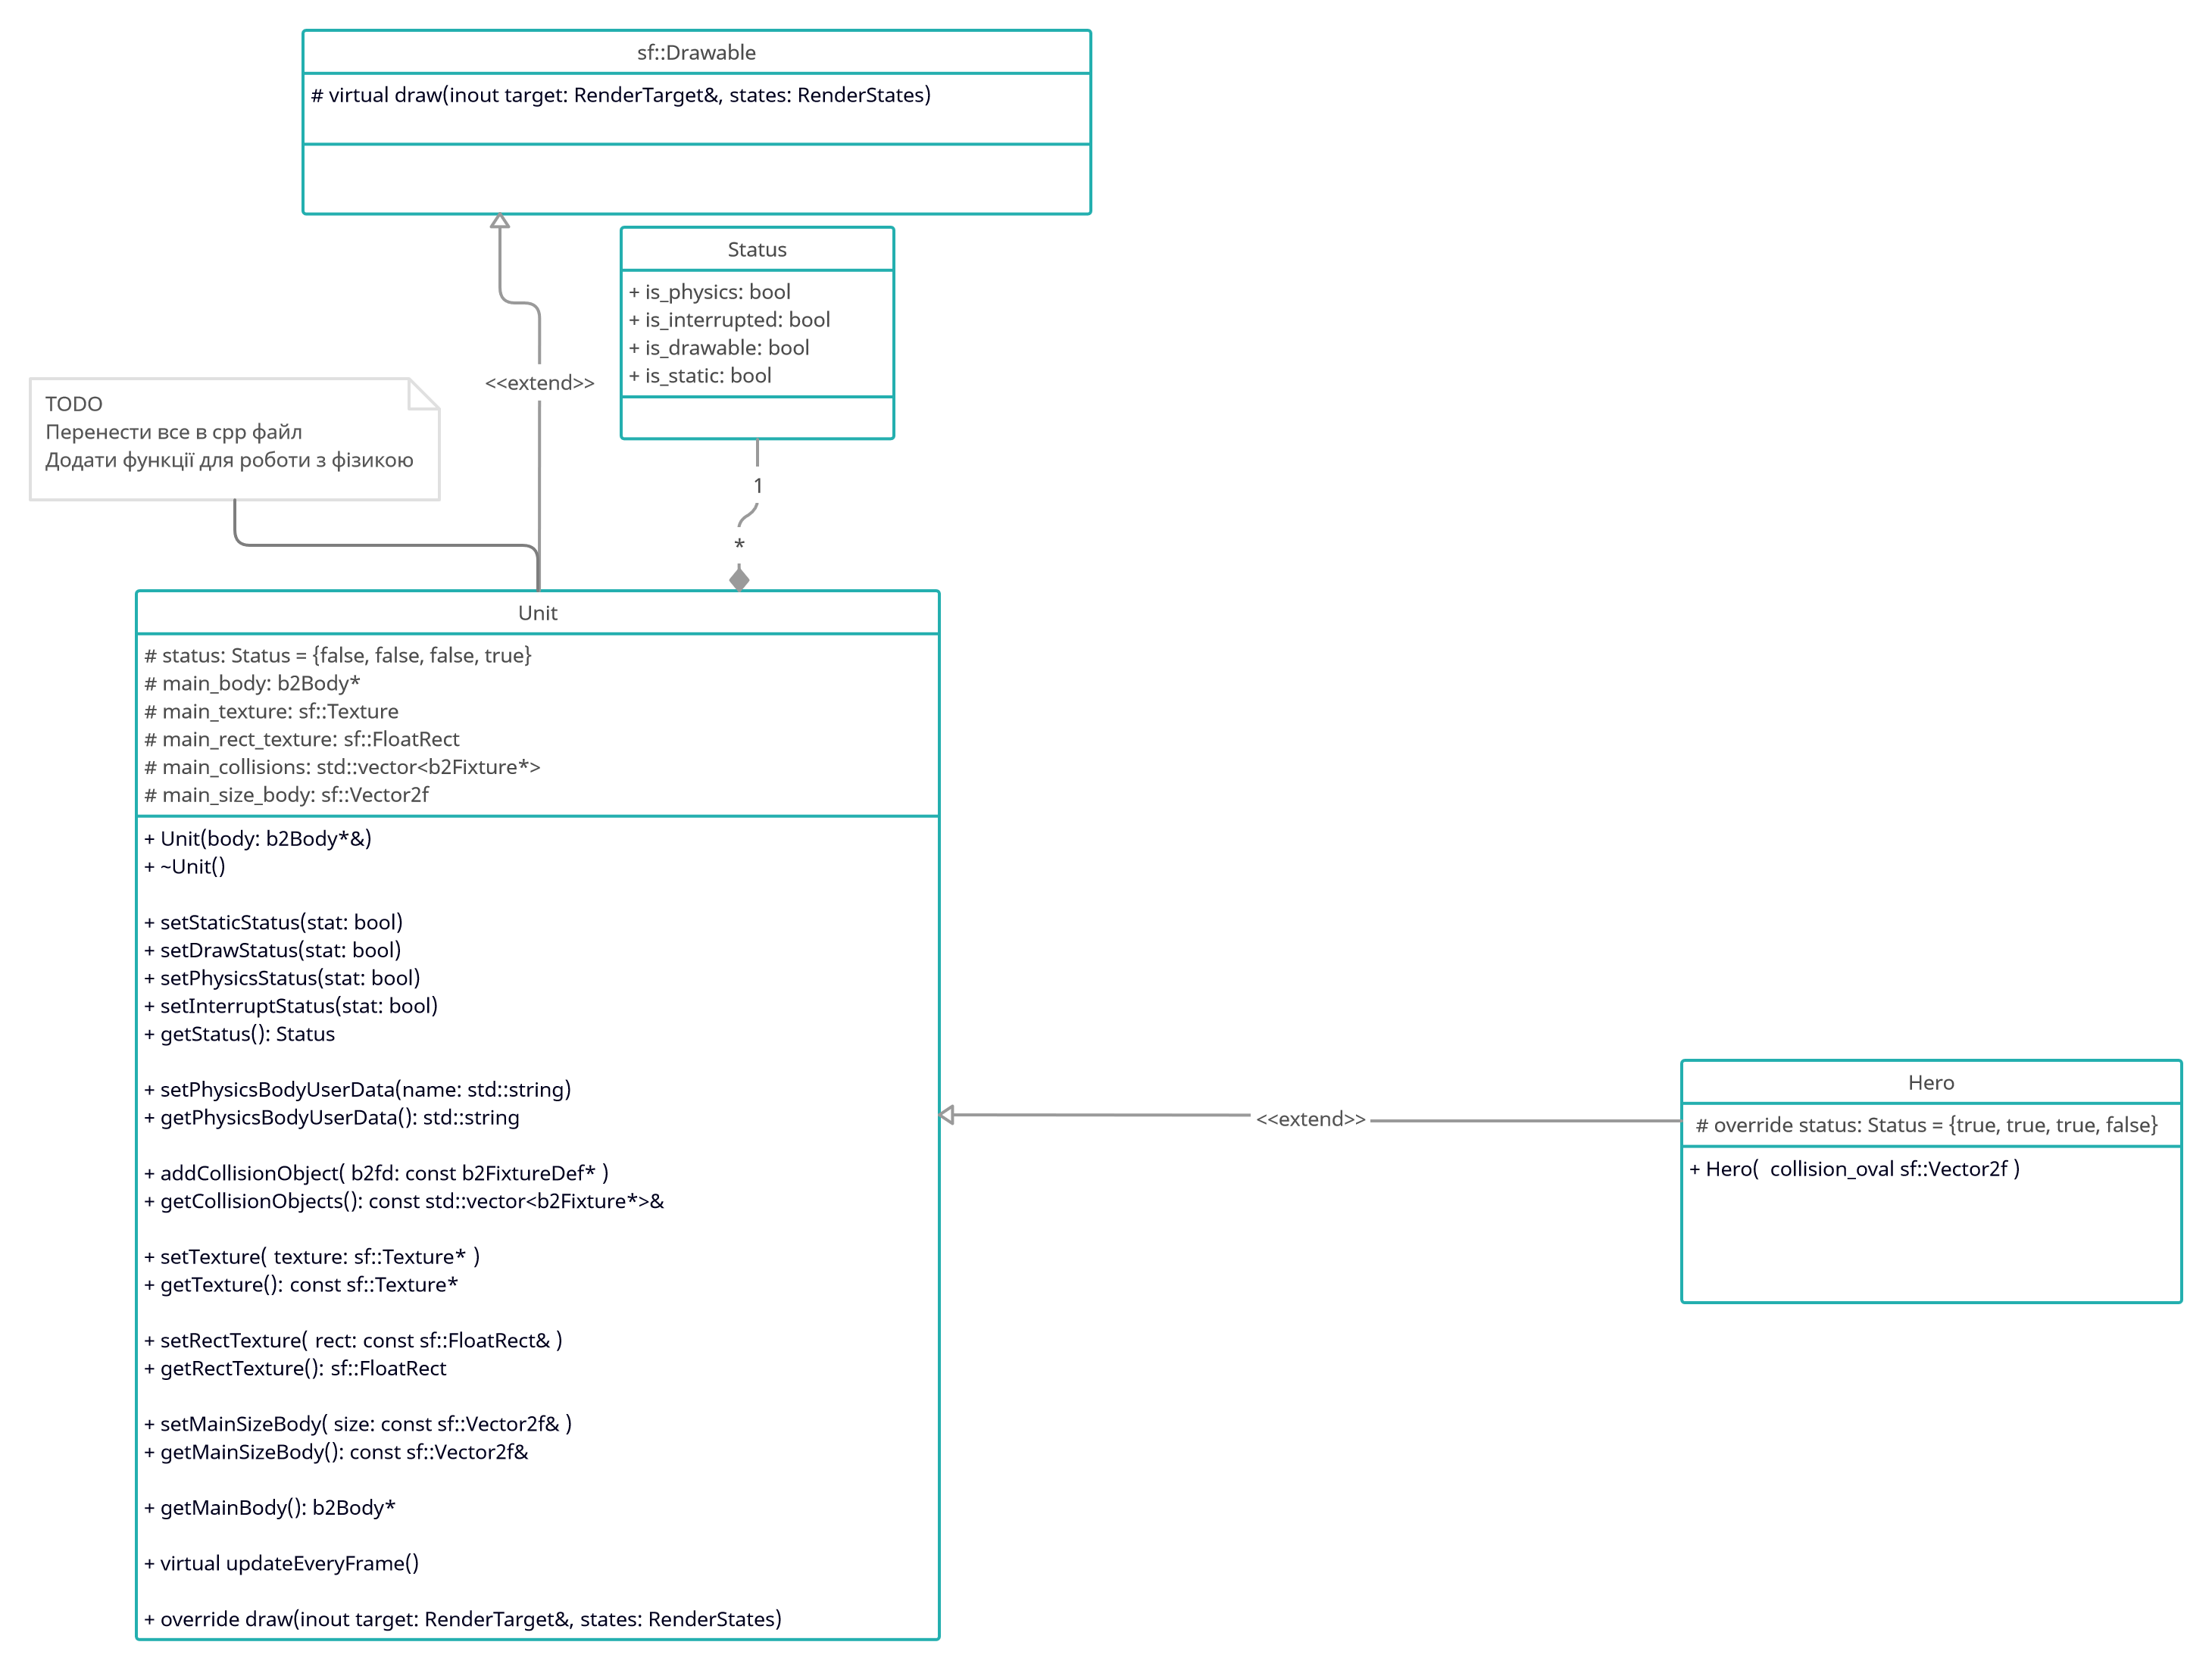 sf::Drawable
# virtual draw(inout target: RenderTarget&, states: RenderStates)
Status
+ is_physics: bool
+ is_interrupted: bool
+ is_drawable: bool
+ is_static: bool
<<extend>>
TODO
Перенести все в cpp файл
Додати функції для роботи з фізикою
1
*
Unit
# status: Status = {false, false, false, true}
# main_body: b2Body*
# main_texture: sf::Texture
# main_rect_texture: sf::FloatRect
# main_collisions: std::vector<b2Fixture*>
# main_size_body: sf::Vector2f
+ Unit(body: b2Body*&)
+ ~Unit()
+ setStaticStatus(stat: bool)
+ setDrawStatus(stat: bool)
+ setPhysicsStatus(stat: bool)
+ setInterruptStatus(stat: bool)
+ getStatus(): Status
+ setPhysicsBodyUserData(name: std::string)
+ getPhysicsBodyUserData(): std::string
+ addCollisionObject( b2fd: const b2FixtureDef* )
+ getCollisionObjects(): const std::vector<b2Fixture*>&
+ setTexture( texture: sf::Texture* )
+ getTexture(): const sf::Texture*
+ setRectTexture( rect: const sf::FloatRect& )
+ getRectTexture(): sf::FloatRect
+ setMainSizeBody( size: const sf::Vector2f& )
+ getMainSizeBody(): const sf::Vector2f&
+ getMainBody(): b2Body*
+ virtual updateEveryFrame()
+ override draw(inout target: RenderTarget&, states: RenderStates)
<<extend>>
Hero
# override status: Status = {true, true, true, false}
+ Hero(  collision_oval sf::Vector2f )